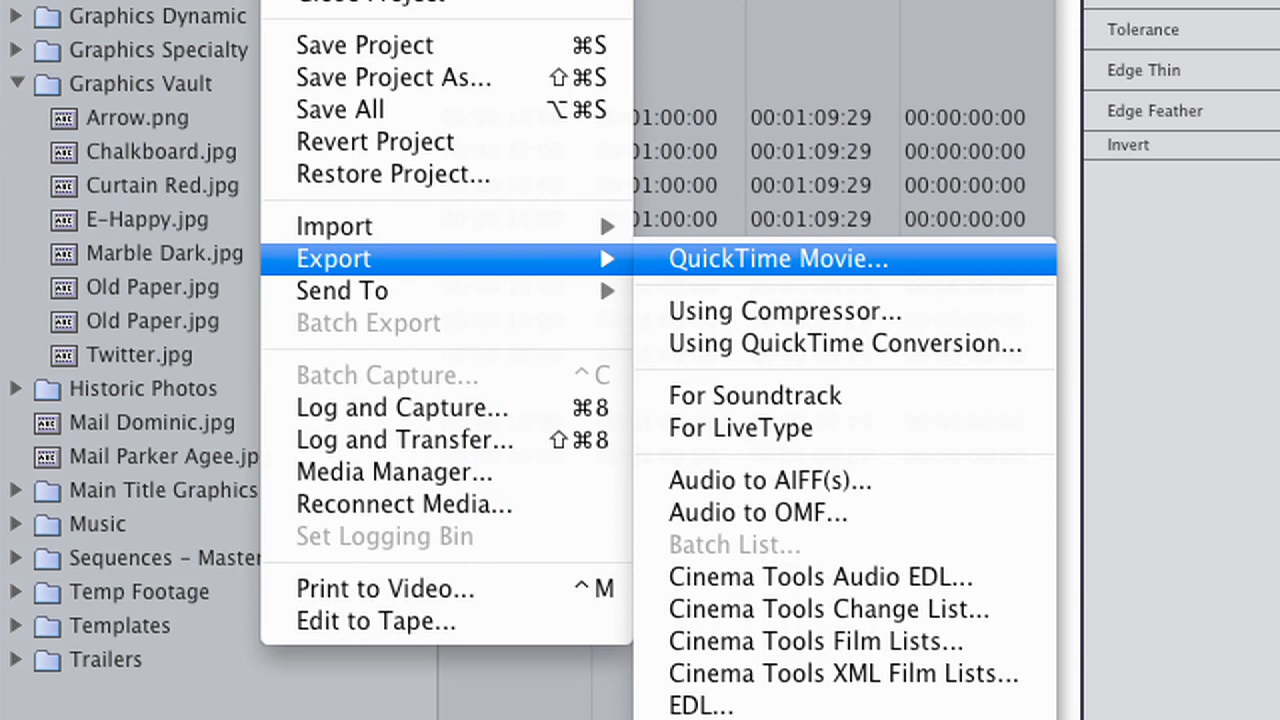 Graphics Dynamic
Graphics Specialty
Graphics Vault
Arrow.png
Chalkboard.jpg
Curtain Red.jpg
E-Happy.jpg
Marble Dark.jpg
Old Paper.jpg
Old Paper.jpg
Twitter.jpg
Historic Photos
Mail Dominic.jpg
Mail Parker Agee.jp
Main Title Graphics
Music
Sequences - Master
Temp Footage
Templates
Trailers
Save Project ⌘S
Save Project As... ⇧⌘S
Save All ⌥⌘S
Revert Project
Restore Project...
Import
Export
Send To
Batch Export
Batch Capture... ^C
Log and Capture... ⌘8
Log and Transfer... ⇧⌘8
Media Manager...
Reconnect Media...
Set Logging Bin
Print to Video... ^M
Edit to Tape...
01:00:00 00:01:09:29 00:00:00:00
01:00:00 00:01:09:29 00:00:00:00
01:00:00 00:01:09:29 00:00:00:00
01:00:00 00:01:09:29 00:00:00:00
QuickTime Movie...
Using Compressor...
Using QuickTime Conversion...
For Soundtrack
For LiveType
Audio to AIFF(s)...
Audio to OMF...
Batch List...
Cinema Tools Audio EDL...
Cinema Tools Change List...
Cinema Tools Film Lists...
Cinema Tools XML Film Lists...
EDL...
Tolerance
Edge Thin
Edge Feather
Invert